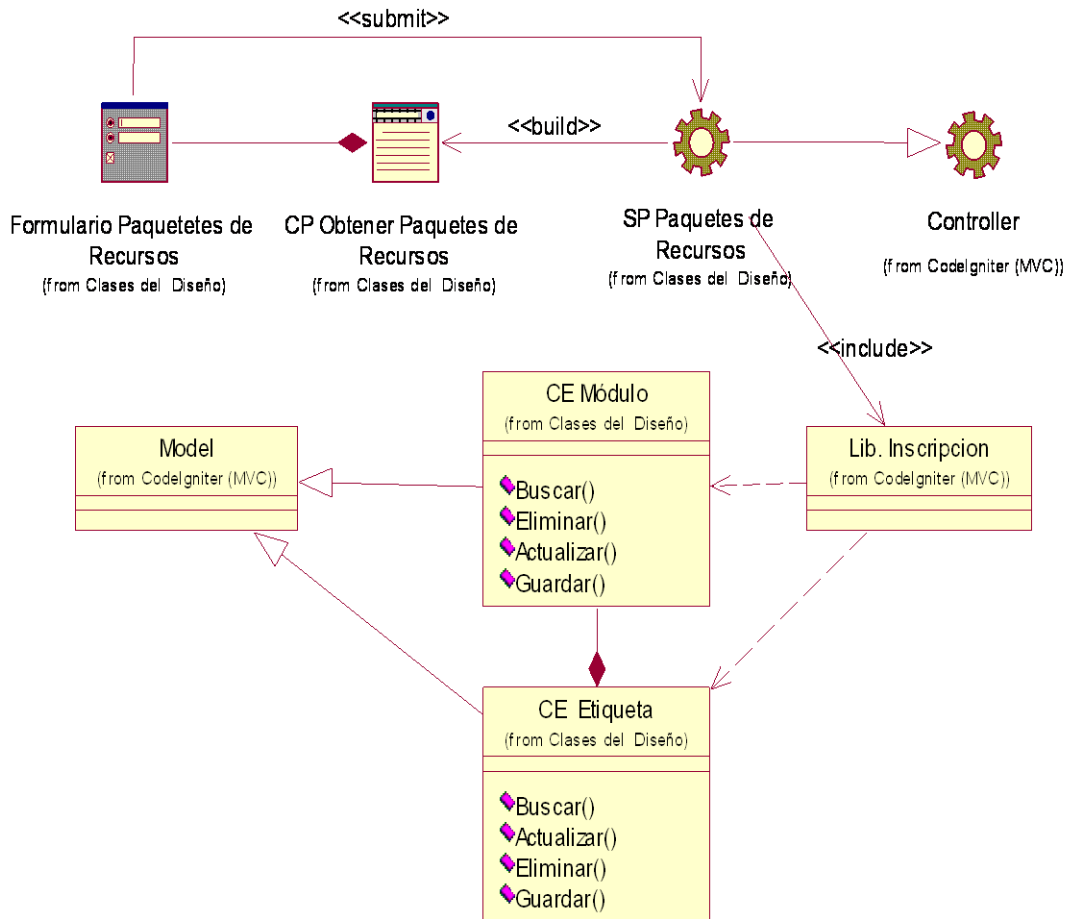 <<submit>>
<<build>>
Formulario Paquetetes de
Recursos
(from Clases del Diseño)
CP Obtener Paquetes de
Recursos
(from Clases del Diseño)
SP Paquetes de
Recursos
(from Clases del Diseño)
Controller
(from CodeIgniter (MVC))
<<include>>
CE Módulo
(from Clases del Diseño)
Buscar()
Eliminar()
Actualizar()
Guardar()
Model
(from CodeIgniter (MVC))
Lib. Inscripcion
(from CodeIgniter (MVC))
CE Etiqueta
(from Clases del Diseño)
Buscar()
Actualizar()
Eliminar()
Guardar()